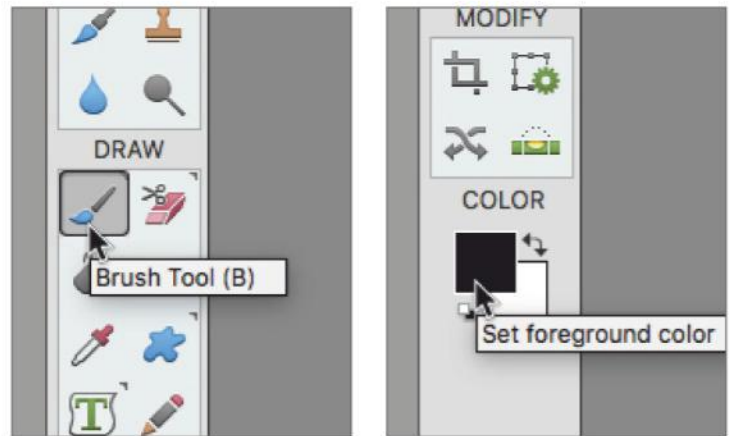 DRAW
Brush Tool (B)
T
MODIFY
COLOR
Set foreground color